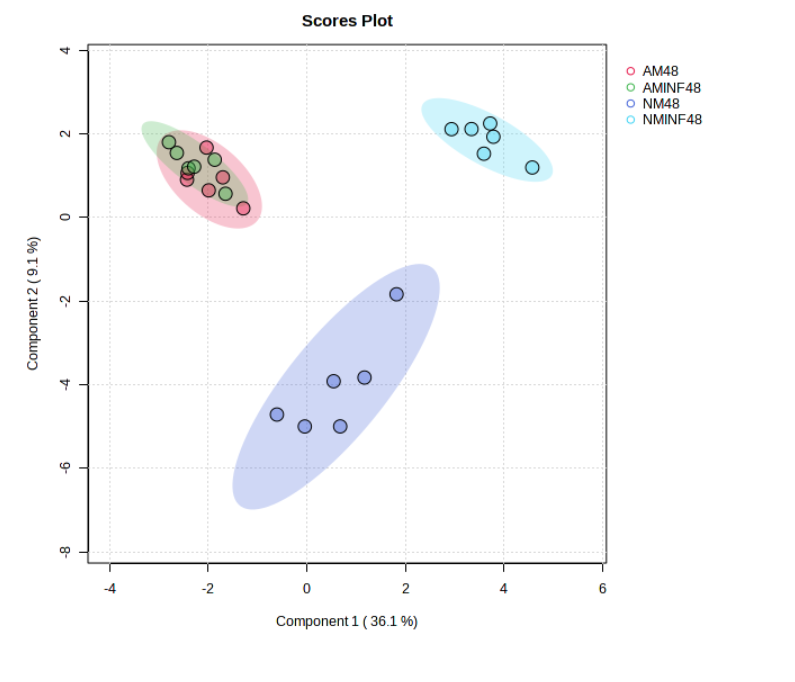 Scores Plot
4
2
0
-2
-4
-6
-8
-4
-2
0
2
4
6
Component 2 ( 9.1 %)
Component 1 ( 36.1 %)
AM48
AMINF48
NM48
NMINF48